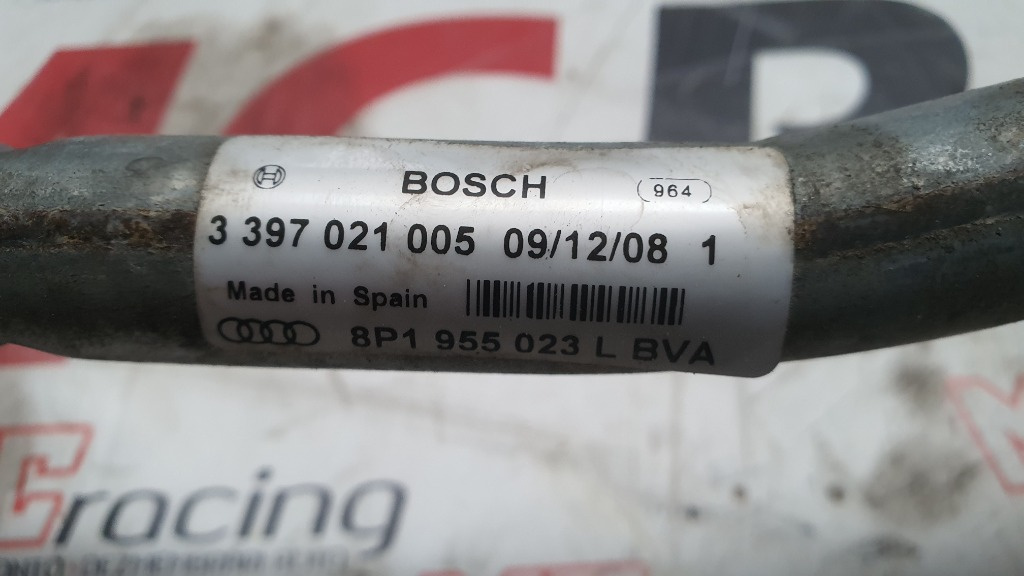 BOSCH 964
3 397 021 005 09/12/08 1
Made in Spain
8P1 955 023 L BVA
racing